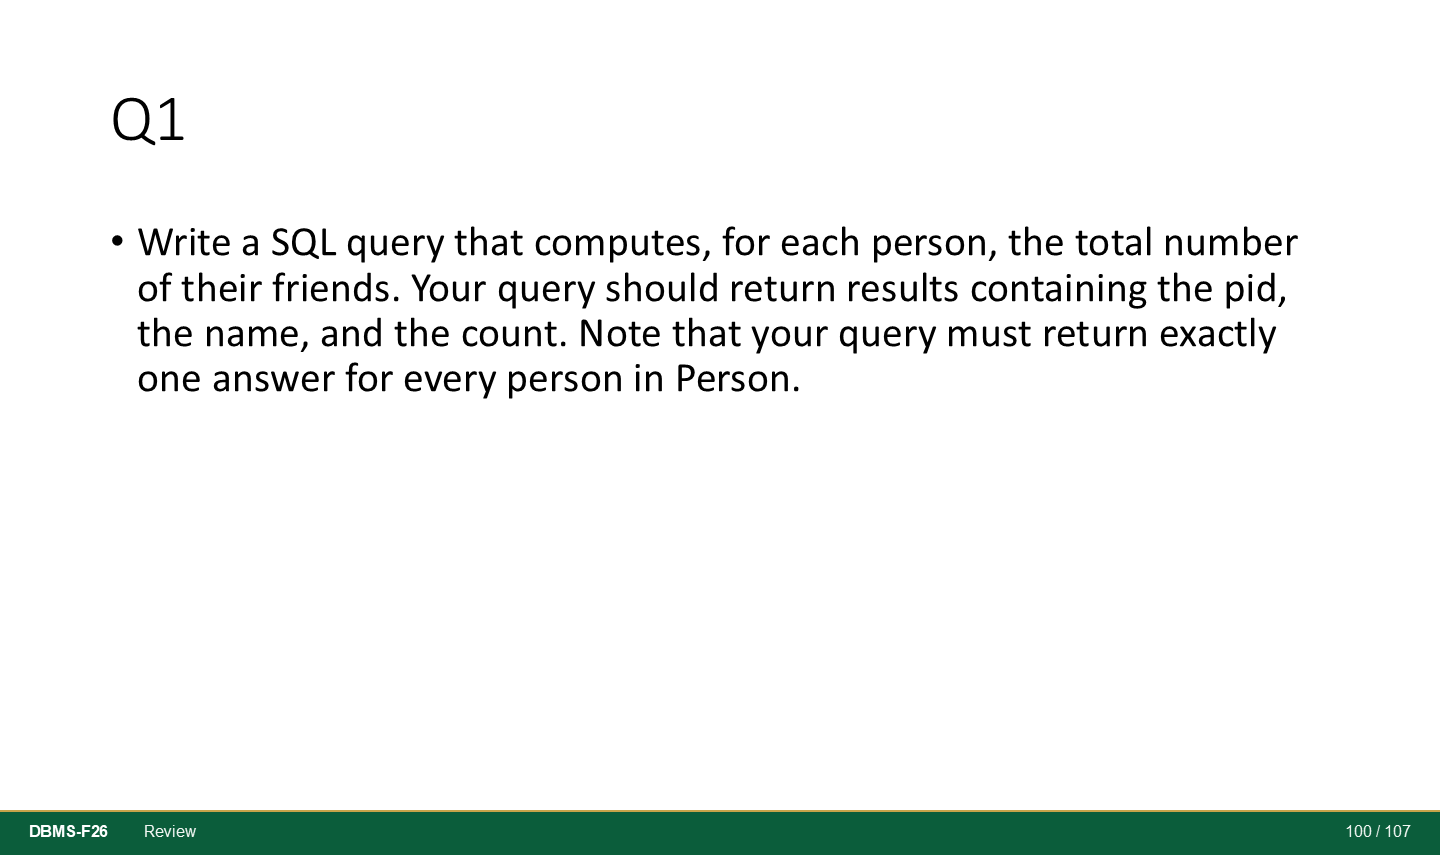 Q1
• Write a SQL query that computes, for each person, the total number
of their friends. Your query should return results containing the pid,
the name, and the count. Note that your query must return exactly
one answer for every person in Person.
DBMS-F26 Review 100 / 107